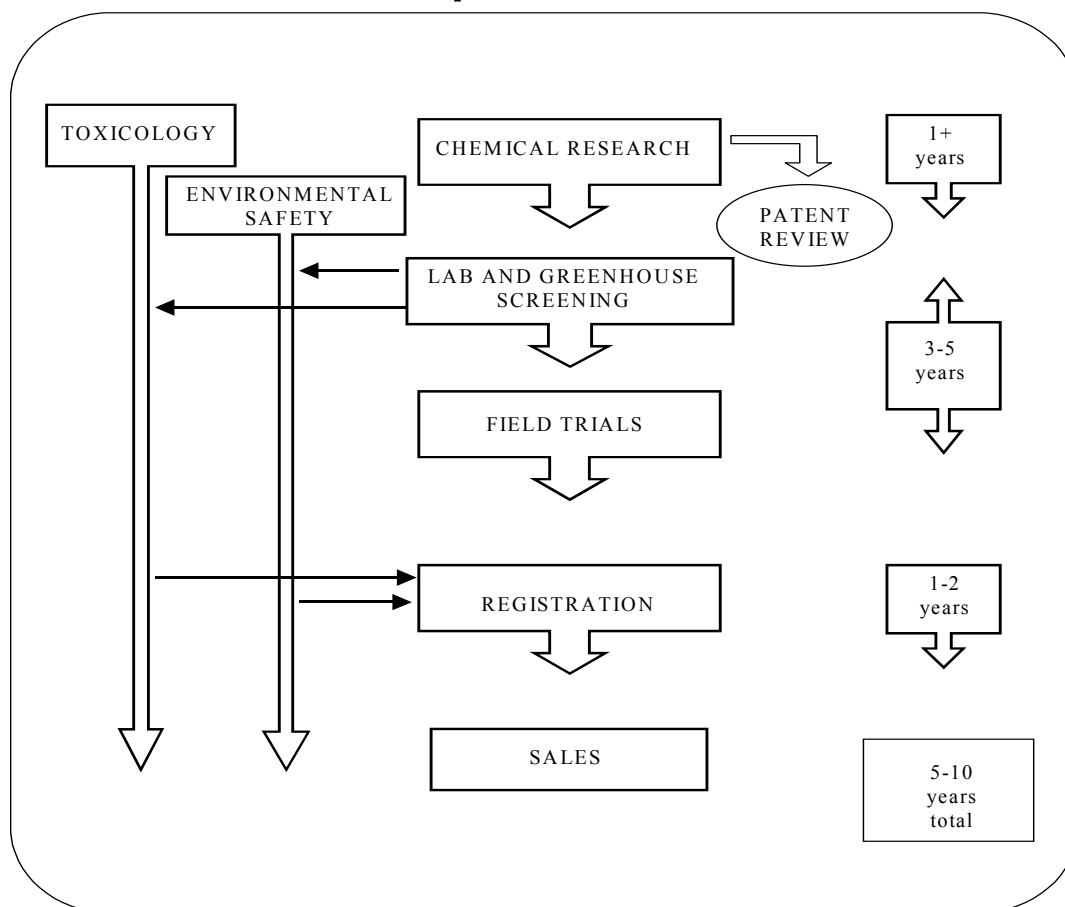 TOXICOLOGY
CHEMICAL RESEARCH
1+
years
ENVIRONMENTAL
SAFETY
PATENT
REVIEW
LAB AND GREENHOUSE
SCREENING
3-5
years
FIELD TRIALS
REGISTRATION
1-2
years
SALES
5-10
years
total